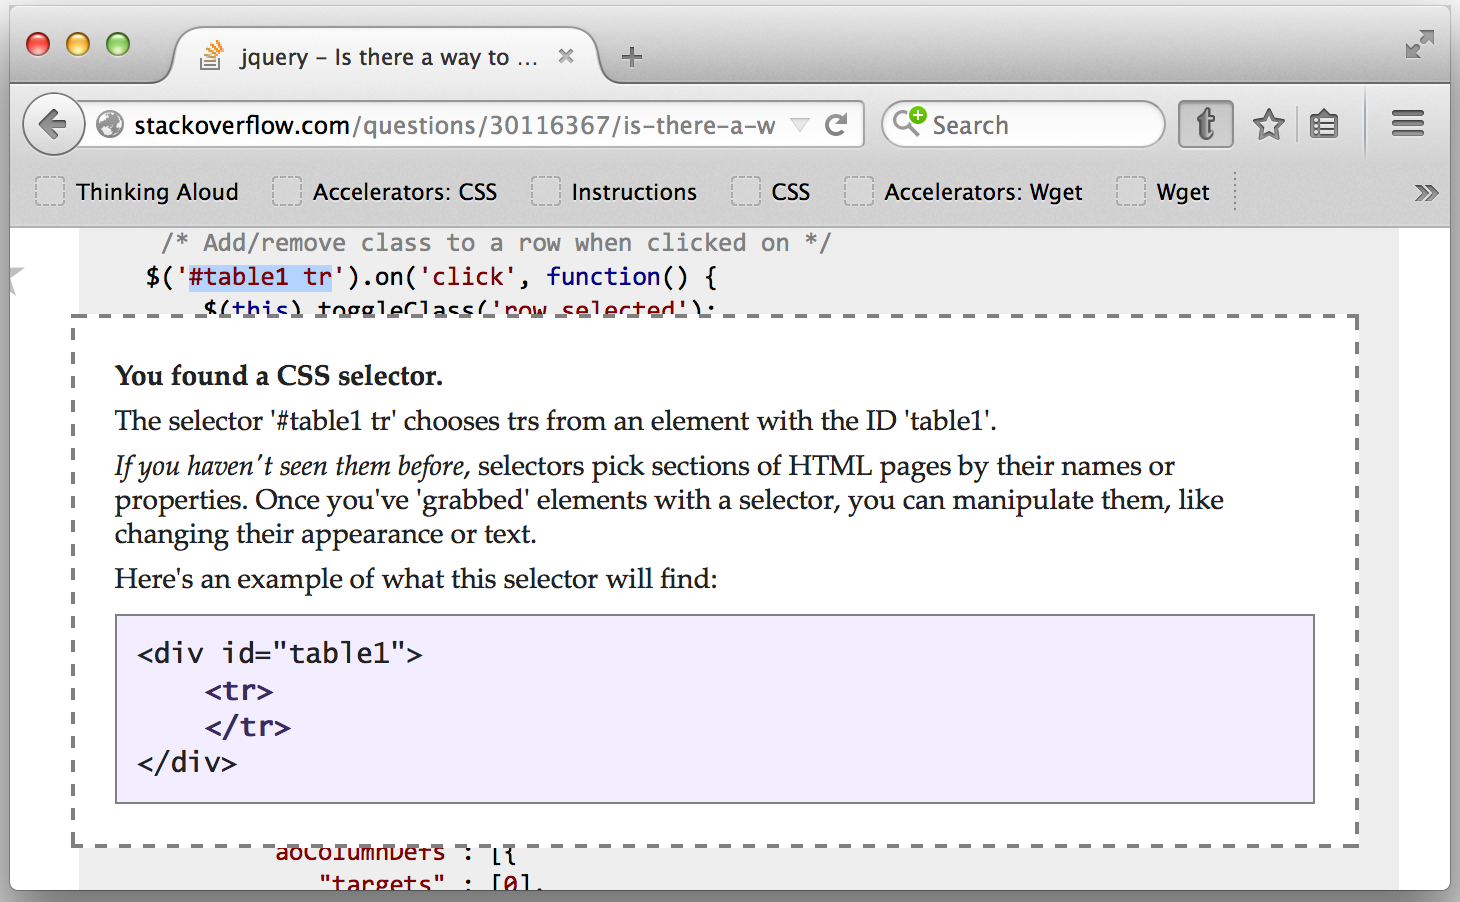 jquery – Is there a way to ...
stackoverflow.com/questions/30116367/is-there-a-w
Search
t
Thinking Aloud
Accelerators: CSS
Instructions
CSS
Accelerators: Wget
Wget
/* Add/remove class to a row when clicked on */
$('#table1 tr').on('click', function() {
$(this).toggleClass('row_selected');
You found a CSS selector.
The selector '#table1 tr' chooses trs from an element with the ID 'table1'.
If you haven't seen them before, selectors pick sections of HTML pages by their names or
properties. Once you've 'grabbed' elements with a selector, you can manipulate them, like
changing their appearance or text.
Here's an example of what this selector will find:
<div id="table1">
<tr>
</tr>
</div>
aoColumnDefs : [{
"targets" : [0],